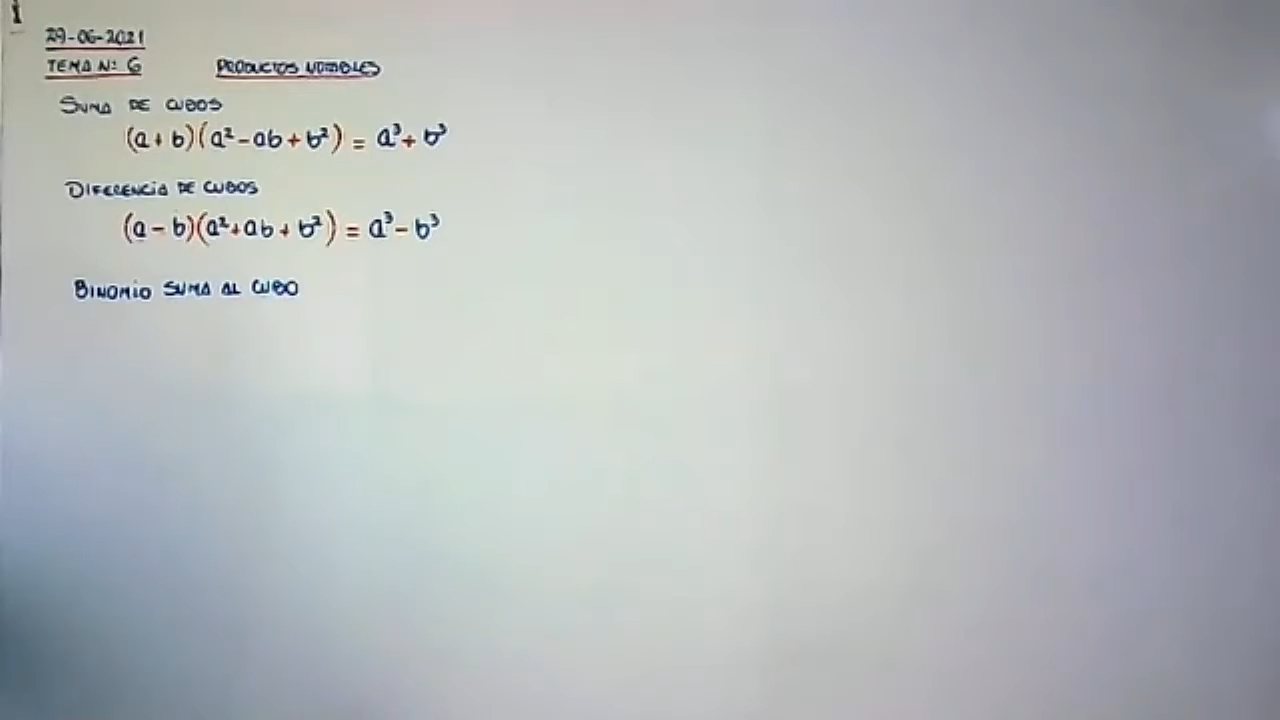 29-06-2021
TEMA N: 6 PRODUCTOS NOTABLES
SUMA DE CUBOS
(a + b)(a² - ab + b²) = a³ + b³
DIFERENCIA DE CUBOS
(a - b)(a² + ab + b²) = a³ - b³
BINOMIO SUMA AL CUBO